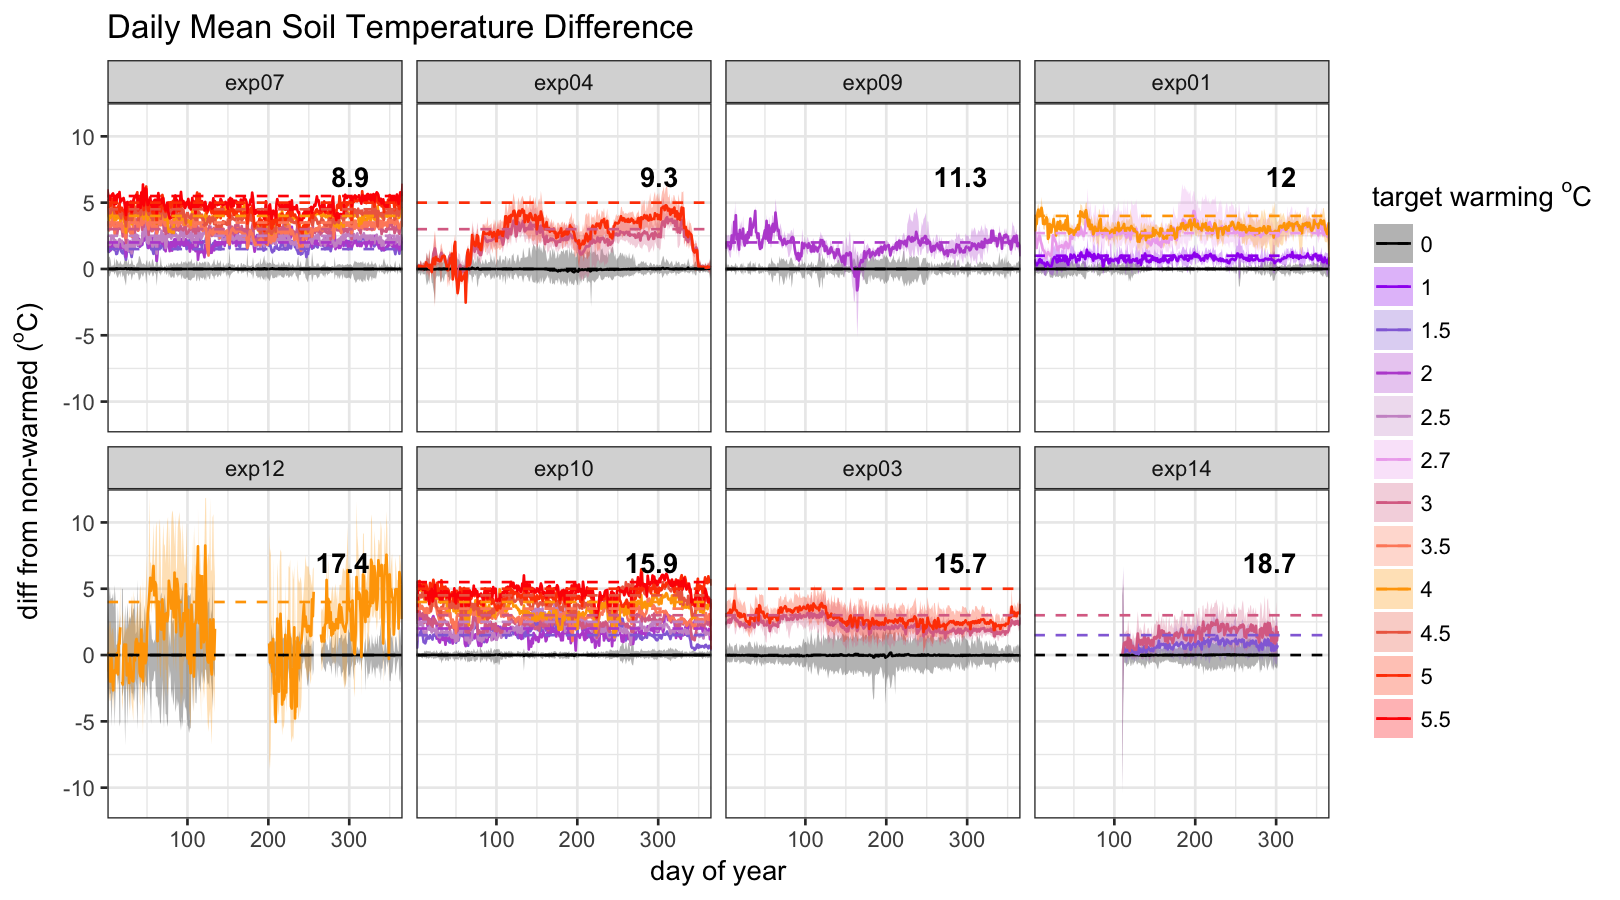 Daily Mean Soil Temperature Difference
exp07 exp04 exp09 exp01
10
5
0
-5
-10
8.9 9.3 11.3 12
exp12 exp10 exp03 exp14
10
5
0
-5
-10
17.4 15.9 15.7 18.7
100 200 300 100 200 300 100 200 300 100 200 300
day of year
diff from non-warmed (°C)
target warming °C
0
1
1.5
2
2.5
2.7
3
3.5
4
4.5
5
5.5